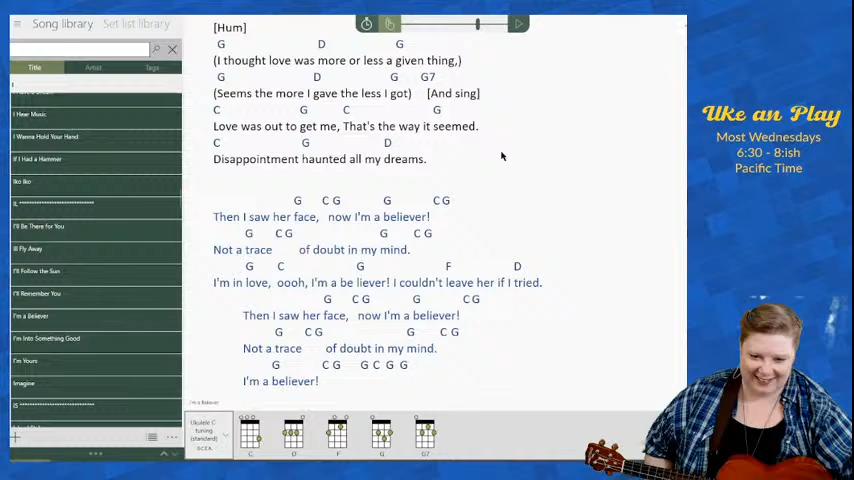 Song library Set list library
Title Artist Tags
I Hear Music
I Wanna Hold Your Hand
If I Had a Hammer
Iko Iko
IL ****************************
I'll Be There for You
Ill Fly Away
I'll Follow the Sun
I'll Remember You
I'm a Believer
I'm Into Something Good
I'm Yours
Imagine
IS ****************************
[Hum]
G D G
(I thought love was more or less a given thing,)
G D G G7
(Seems the more I gave the less I got) [And sing]
C G C G
Love was out to get me, That's the way it seemed.
C G D
Disappointment haunted all my dreams.
G C G G C G
Then I saw her face, now I'm a believer!
G C G G C G
Not a trace of doubt in my mind.
G C G F D
I'm in love, oooh, I'm a be liever! I couldn't leave her if I tried.
G C G G C G
Then I saw her face, now I'm a believer!
G C G G C G
Not a trace of doubt in my mind.
G C G G C G G
I'm a believer!
I'm a Believer
Ukulele C
tuning
(standard)
G C E A
C D F G G7
Uke an Play
Most Wednesdays
6:30 - 8:ish
Pacific Time